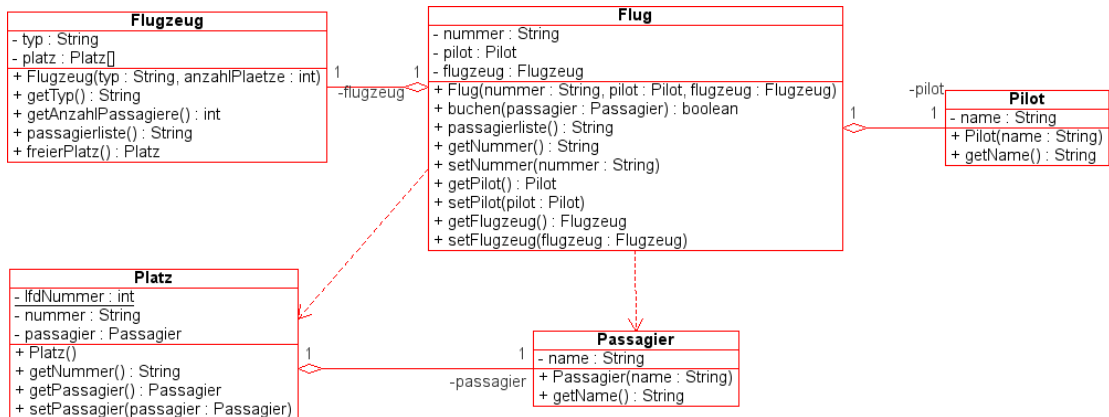 Flugzeug
- typ : String
- platz : Platz[]
+ Flugzeug(typ : String, anzahlPlaetze : int)
+ getTyp() : String
+ getAnzahlPassagiere() : int
+ passagierliste() : String
+ freierPlatz() : Platz
1
-flugzeug
1
Flug
- nummer : String
- pilot : Pilot
- flugzeug : Flugzeug
+ Flug(nummer : String, pilot : Pilot, flugzeug : Flugzeug)
+ buchen(passagier : Passagier) : boolean
+ passagierliste() : String
+ getNummer() : String
+ setNummer(nummer : String)
+ getPilot() : Pilot
+ setPilot(pilot : Pilot)
+ getFlugzeug() : Flugzeug
+ setFlugzeug(flugzeug : Flugzeug)
1
-pilot
1
Pilot
- name : String
+ Pilot(name : String)
+ getName() : String
Platz
- lfdNummer : int
- nummer : String
- passagier : Passagier
+ Platz()
+ getNummer() : String
+ getPassagier() : Passagier
+ setPassagier(passagier : Passagier)
1
1
-passagier
Passagier
- name : String
+ Passagier(name : String)
+ getName() : String